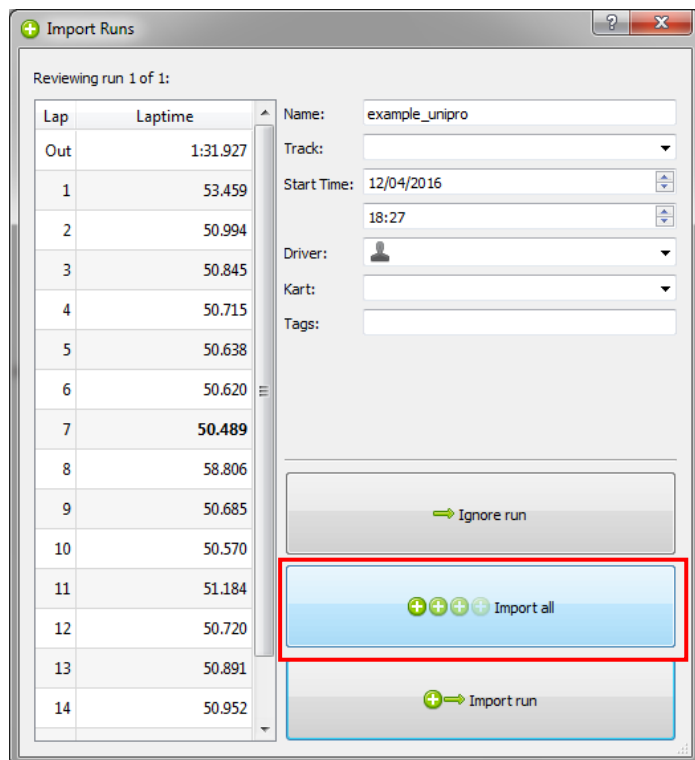 Import Runs
?
X
Reviewing run 1 of 1:
Lap Laptime
Out 1:31.927
1 53.459
2 50.994
3 50.845
4 50.715
5 50.638
6 50.620
7 50.489
8 58.806
9 50.685
10 50.570
11 51.184
12 50.720
13 50.891
14 50.952
Name: example_unipro
Track:
Start Time: 12/04/2016
18:27
Driver:
Kart:
Tags:
Ignore run
Import all
Import run